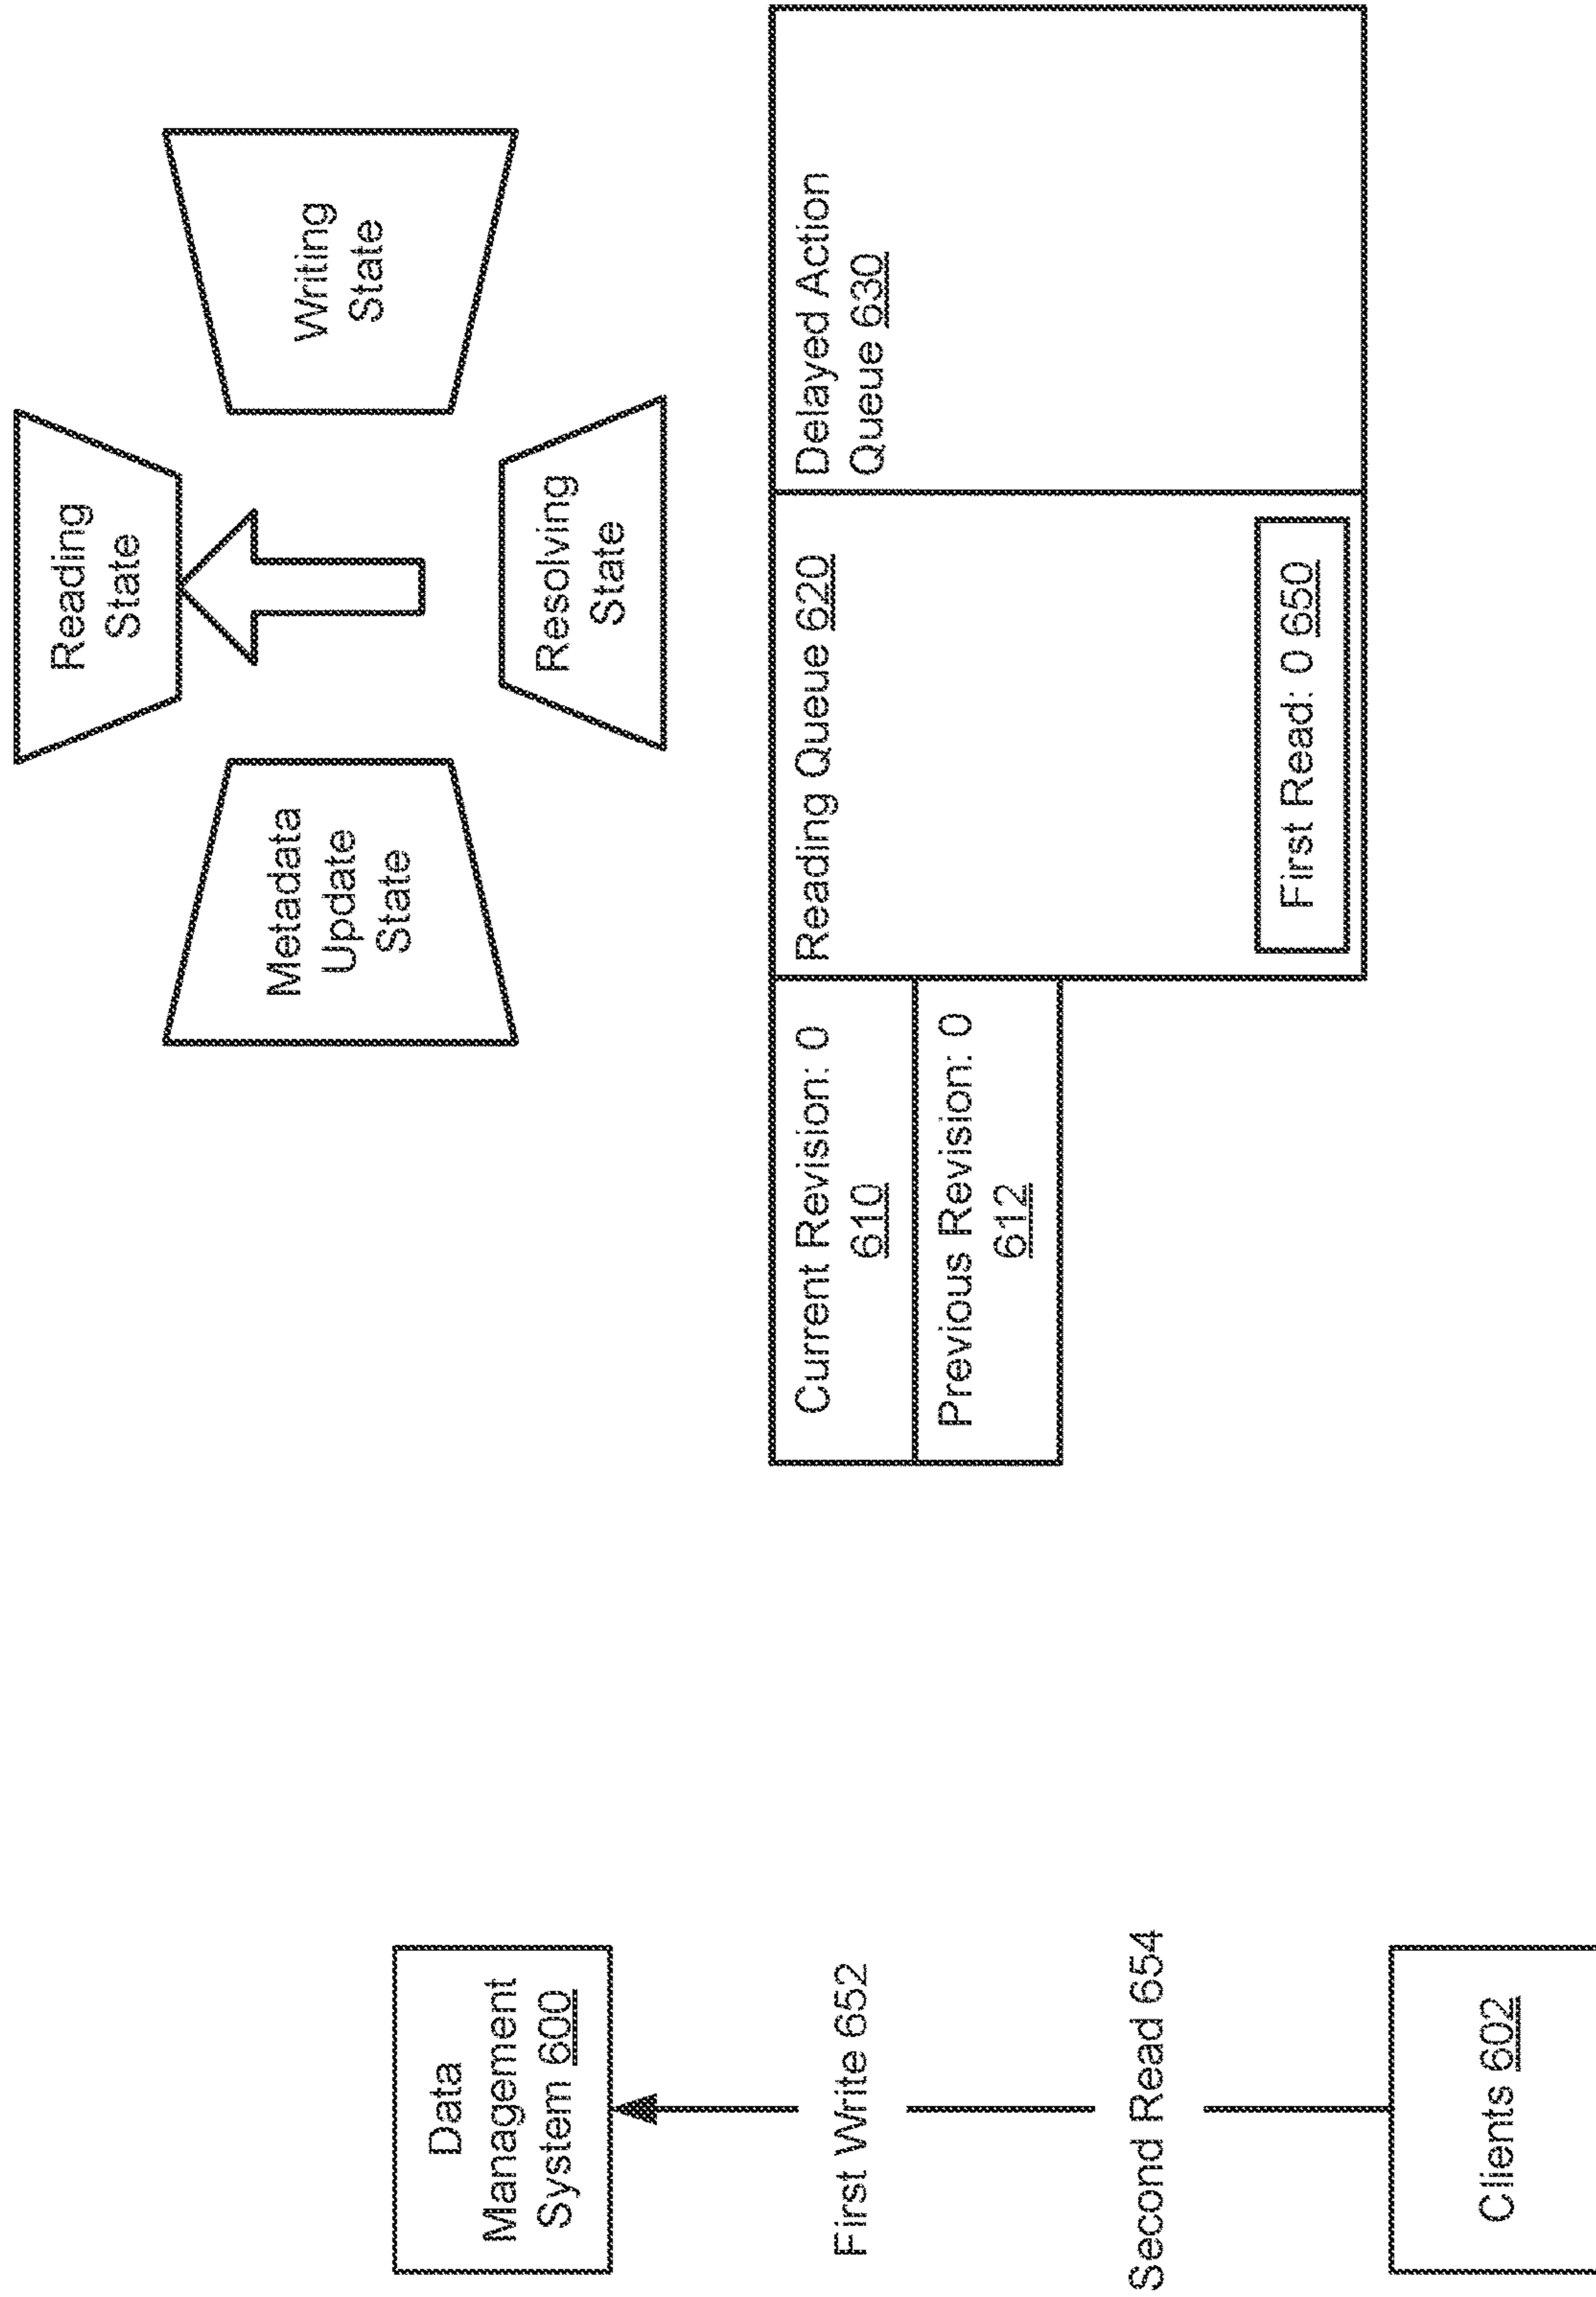 Data
Management
System 600
First Write 652
Second Read 654
Clients 602
Reading
State
Metadata
Update
State
Writing
State
Resolving
State
Current Revision: 0
610
Previous Revision: 0
612
Reading Queue 620
First Read: 0 650
Delayed Action
Queue 630